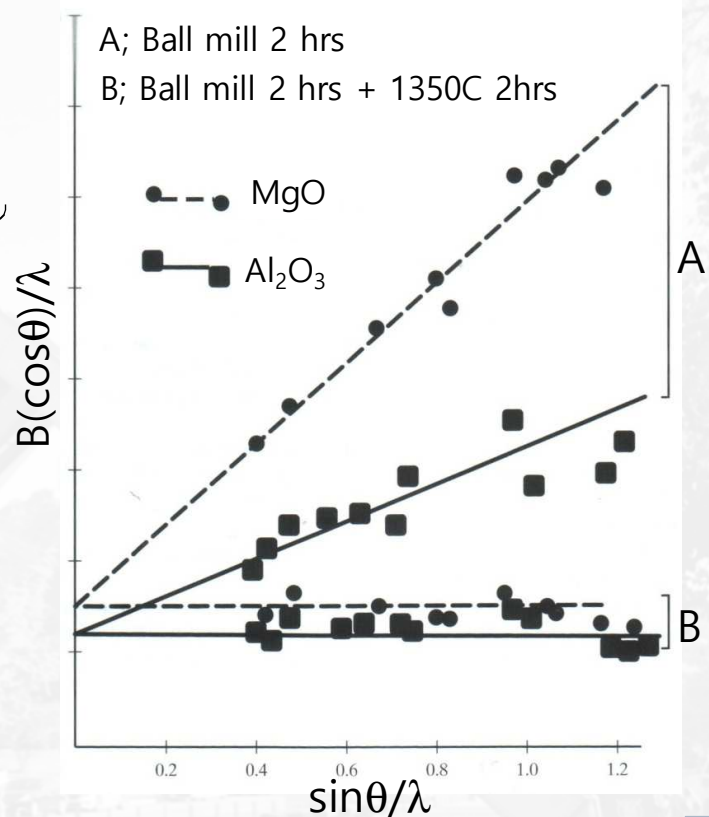 A; Ball mill 2 hrs
B; Ball mill 2 hrs + 1350C 2hrs
MgO
Al₂O₃
A
B
B(cosθ)/λ
0.2 0.4 0.6 0.8 1.0 1.2
sinθ/λ